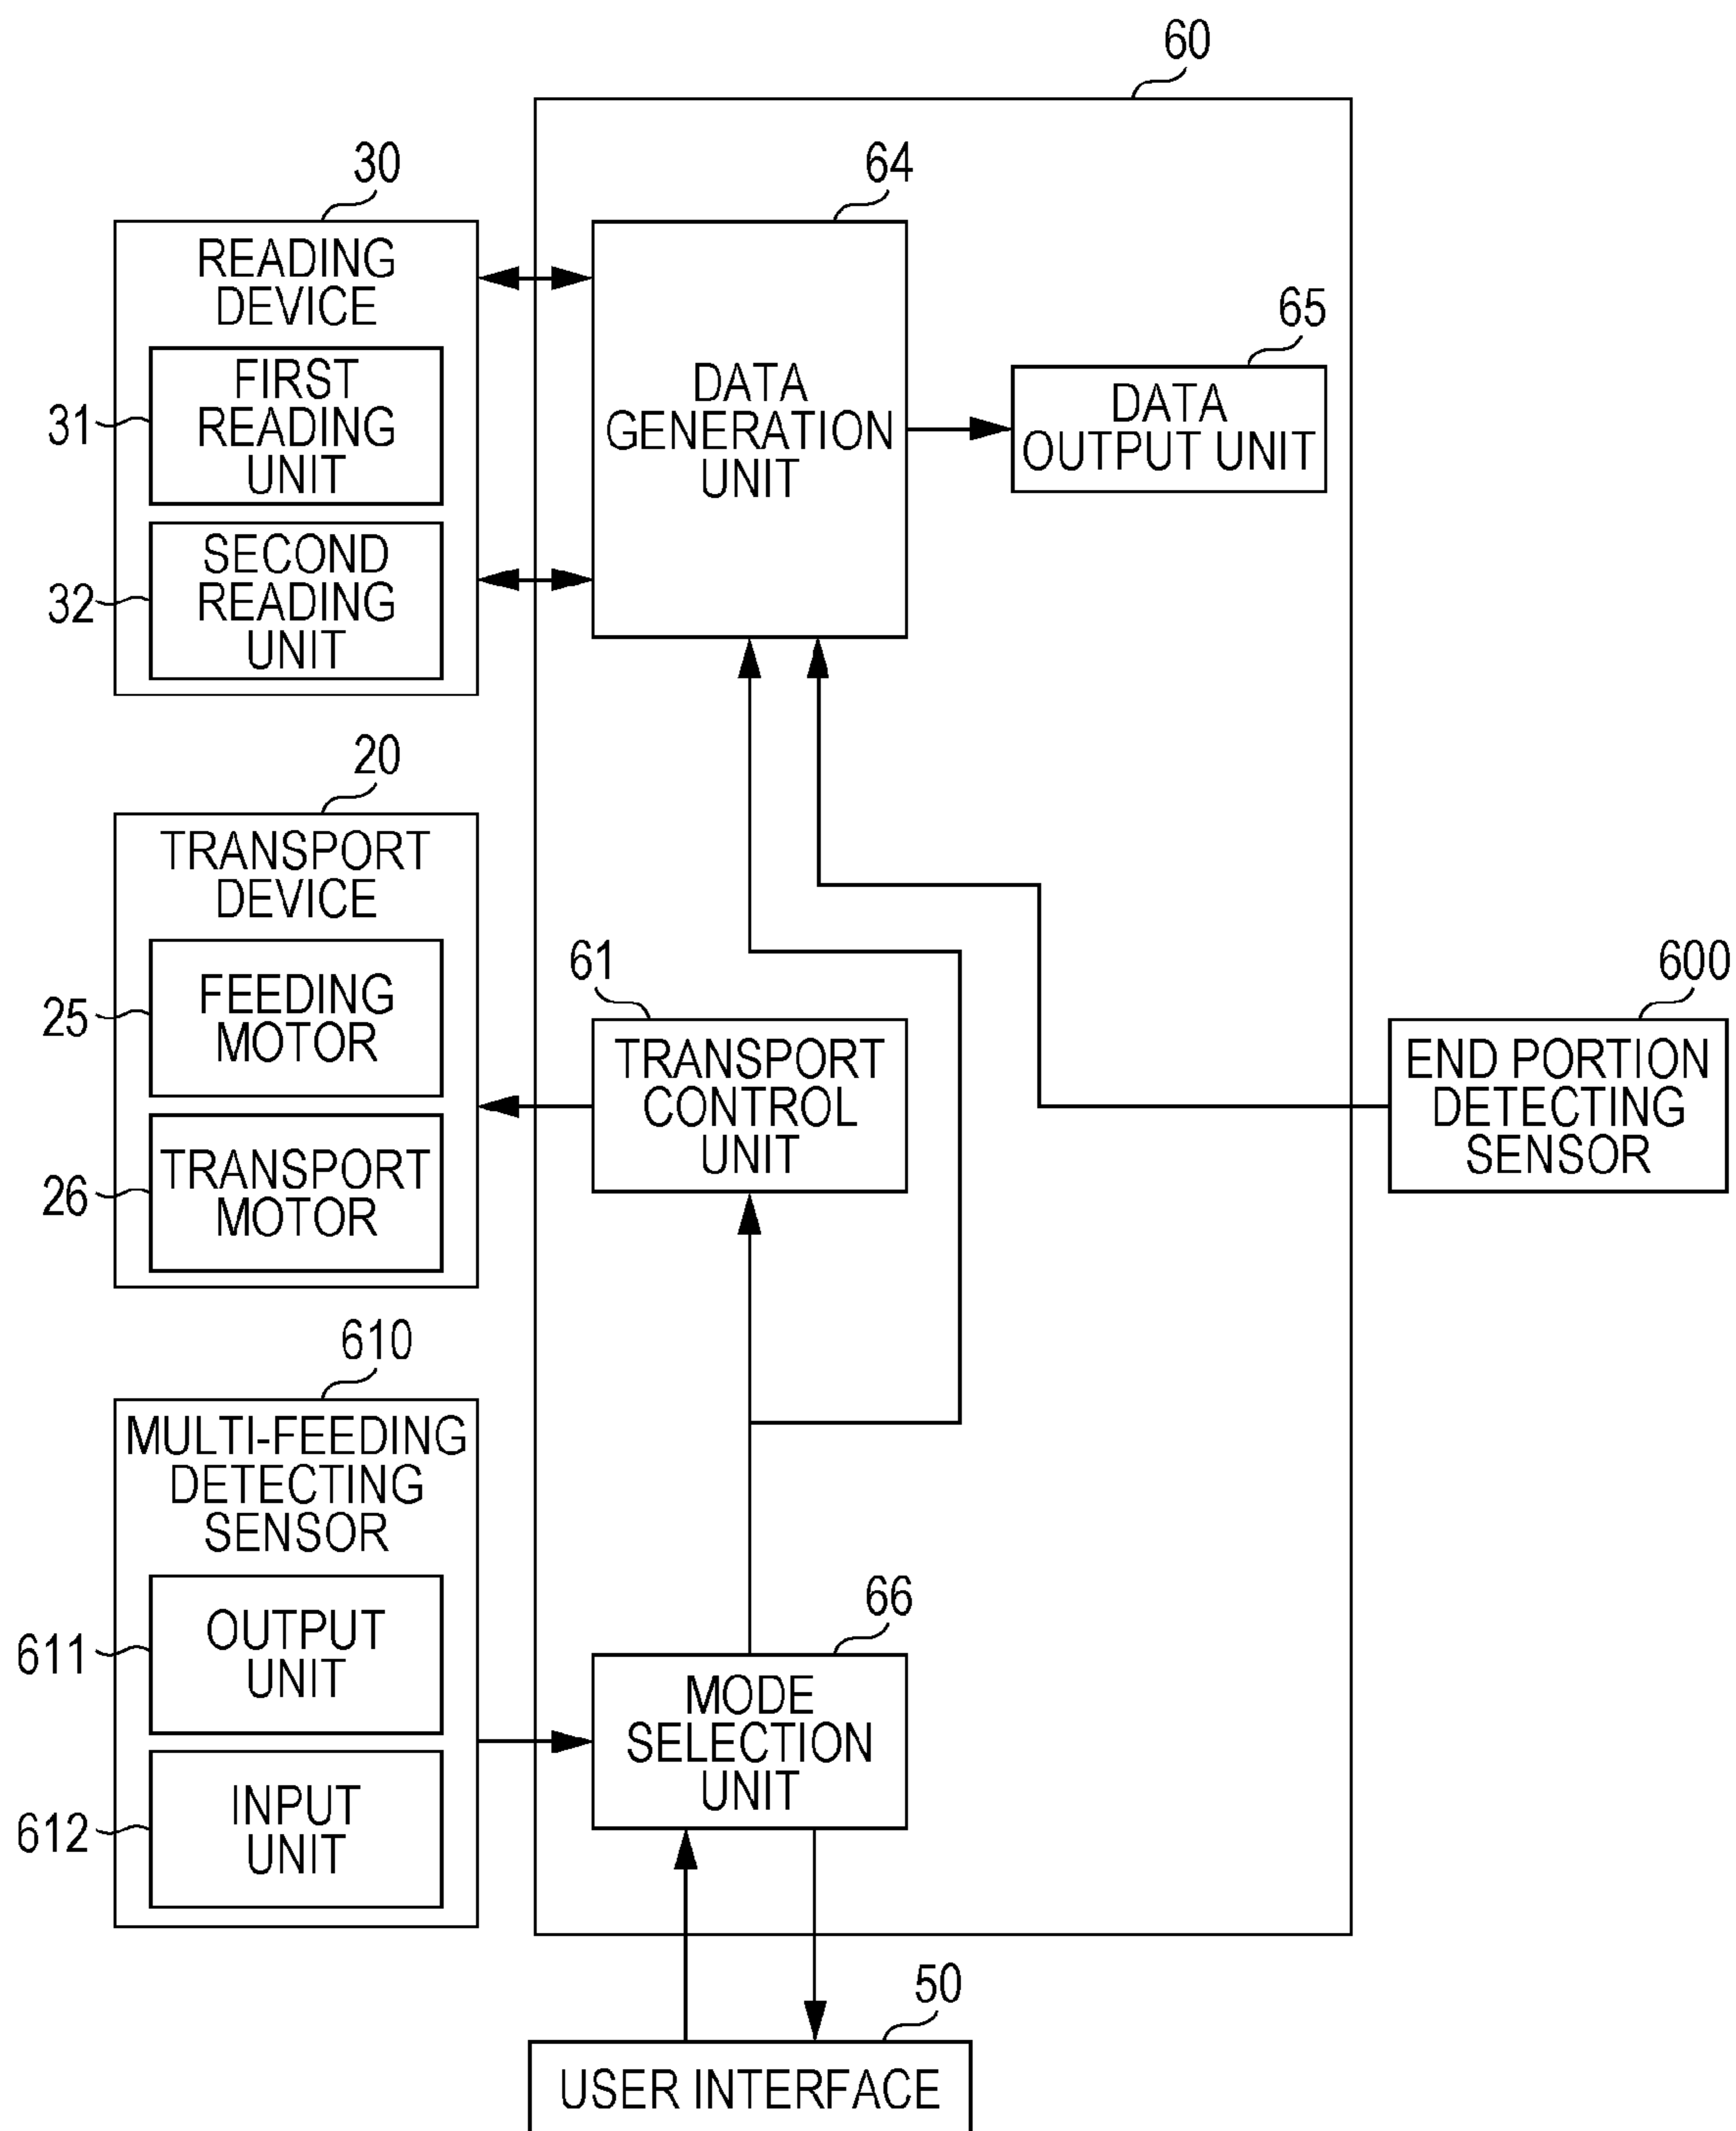 60
30
64
READING
DEVICE
65
FIRST
READING
UNIT
31
DATA
GENERATION
UNIT
DATA
OUTPUT UNIT
SECOND
READING
UNIT
32
20
TRANSPORT
DEVICE
61
600
FEEDING
MOTOR
25
TRANSPORT
CONTROL
UNIT
END PORTION
DETECTING
SENSOR
TRANSPORT
MOTOR
26
610
MULTI-FEEDING
DETECTING
SENSOR
66
OUTPUT
UNIT
611
MODE
SELECTION
UNIT
INPUT
UNIT
612
50
USER INTERFACE